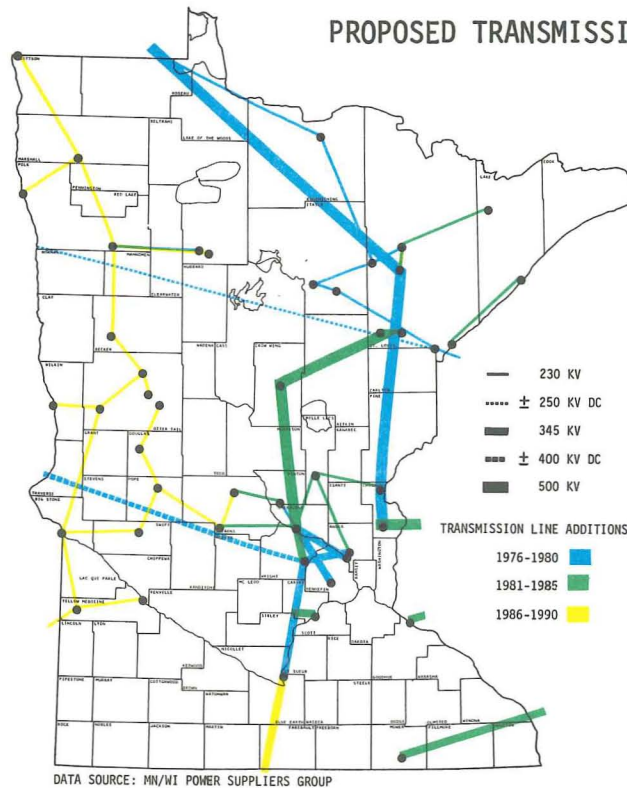 PROPOSED TRANSMISSI
KITTSON
ROSEAU
BELTRAMI
LAKE OF THE WOODS
MARSHALL
POLK
KOOCHICHING
ITASCA
COOK
LAKE
PENNINGTON
RED LAKE
NORMAN
MAHNOMEN
HUBBARD
CLAY
CLEARWATER
BECKER
WADENA
CASS
CROW WING
ST LOUIS
WILKIN
CARLTON
PINE
230 KV
± 250 KV DC
345 KV
± 400 KV DC
500 KV
OTTER TAIL
MORRISON
MILLE LACS
AITKIN
KANABEC
GRANT
DOUGLAS
TODD
STEVENS
POPE
BENTON
ISANTI
TRAVERSE
BIG STONE
TRANSMISSION LINE ADDITIONS
1976-1980
1981-1985
1986-1990
SWIFT
CHIPPEWA
KANDIYOHI
WRIGHT
ANOKA
RAMSEY
WASHINGTON
LAC QUI PARLE
MC LEOD
CARVER
HENNEPIN
YELLOW MEDICINE
RENVILLE
SIBLEY
SCOTT
DAKOTA
LINCOLN
LYON
NICOLLET
RICE
REDWOOD
LE SUEUR
GOODHUE
WABASHA
PIPESTONE
MURRAY
COTTONWOOD
BROWN
WATONWAN
STEELE
BLUE EARTH
WASECA
DODGE
OLMSTED
WINONA
ROCK
NOBLES
JACKSON
MARTIN
FARIBAULT
FREEBORN
MOWER
FILLMORE
HOUSTON
DATA SOURCE: MN/WI POWER SUPPLIERS GROUP